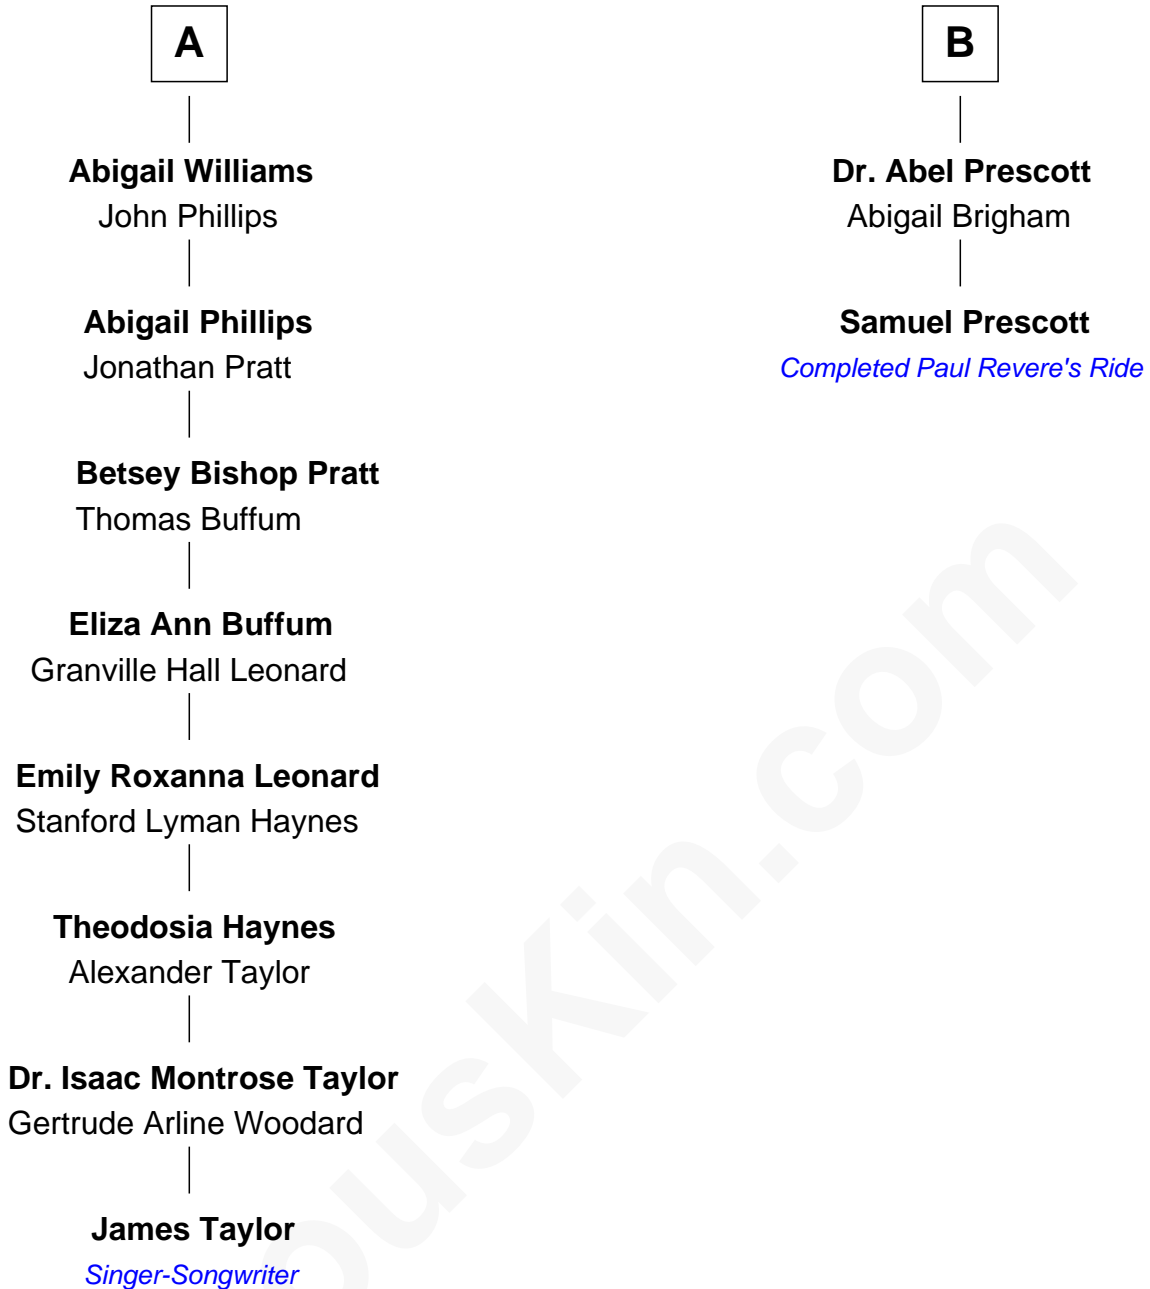 A
Abigail Williams
John Phillips
Abigail Phillips
Jonathan Pratt
Betsey Bishop Pratt
Thomas Buffum
Eliza Ann Buffum
Granville Hall Leonard
Emily Roxanna Leonard
Stanford Lyman Haynes
Theodosia Haynes
Alexander Taylor
Dr. Isaac Montrose Taylor
Gertrude Arline Woodard
James Taylor
Singer-Songwriter
B
Dr. Abel Prescott
Abigail Brigham
Samuel Prescott
Completed Paul Revere's Ride
ousKin.com